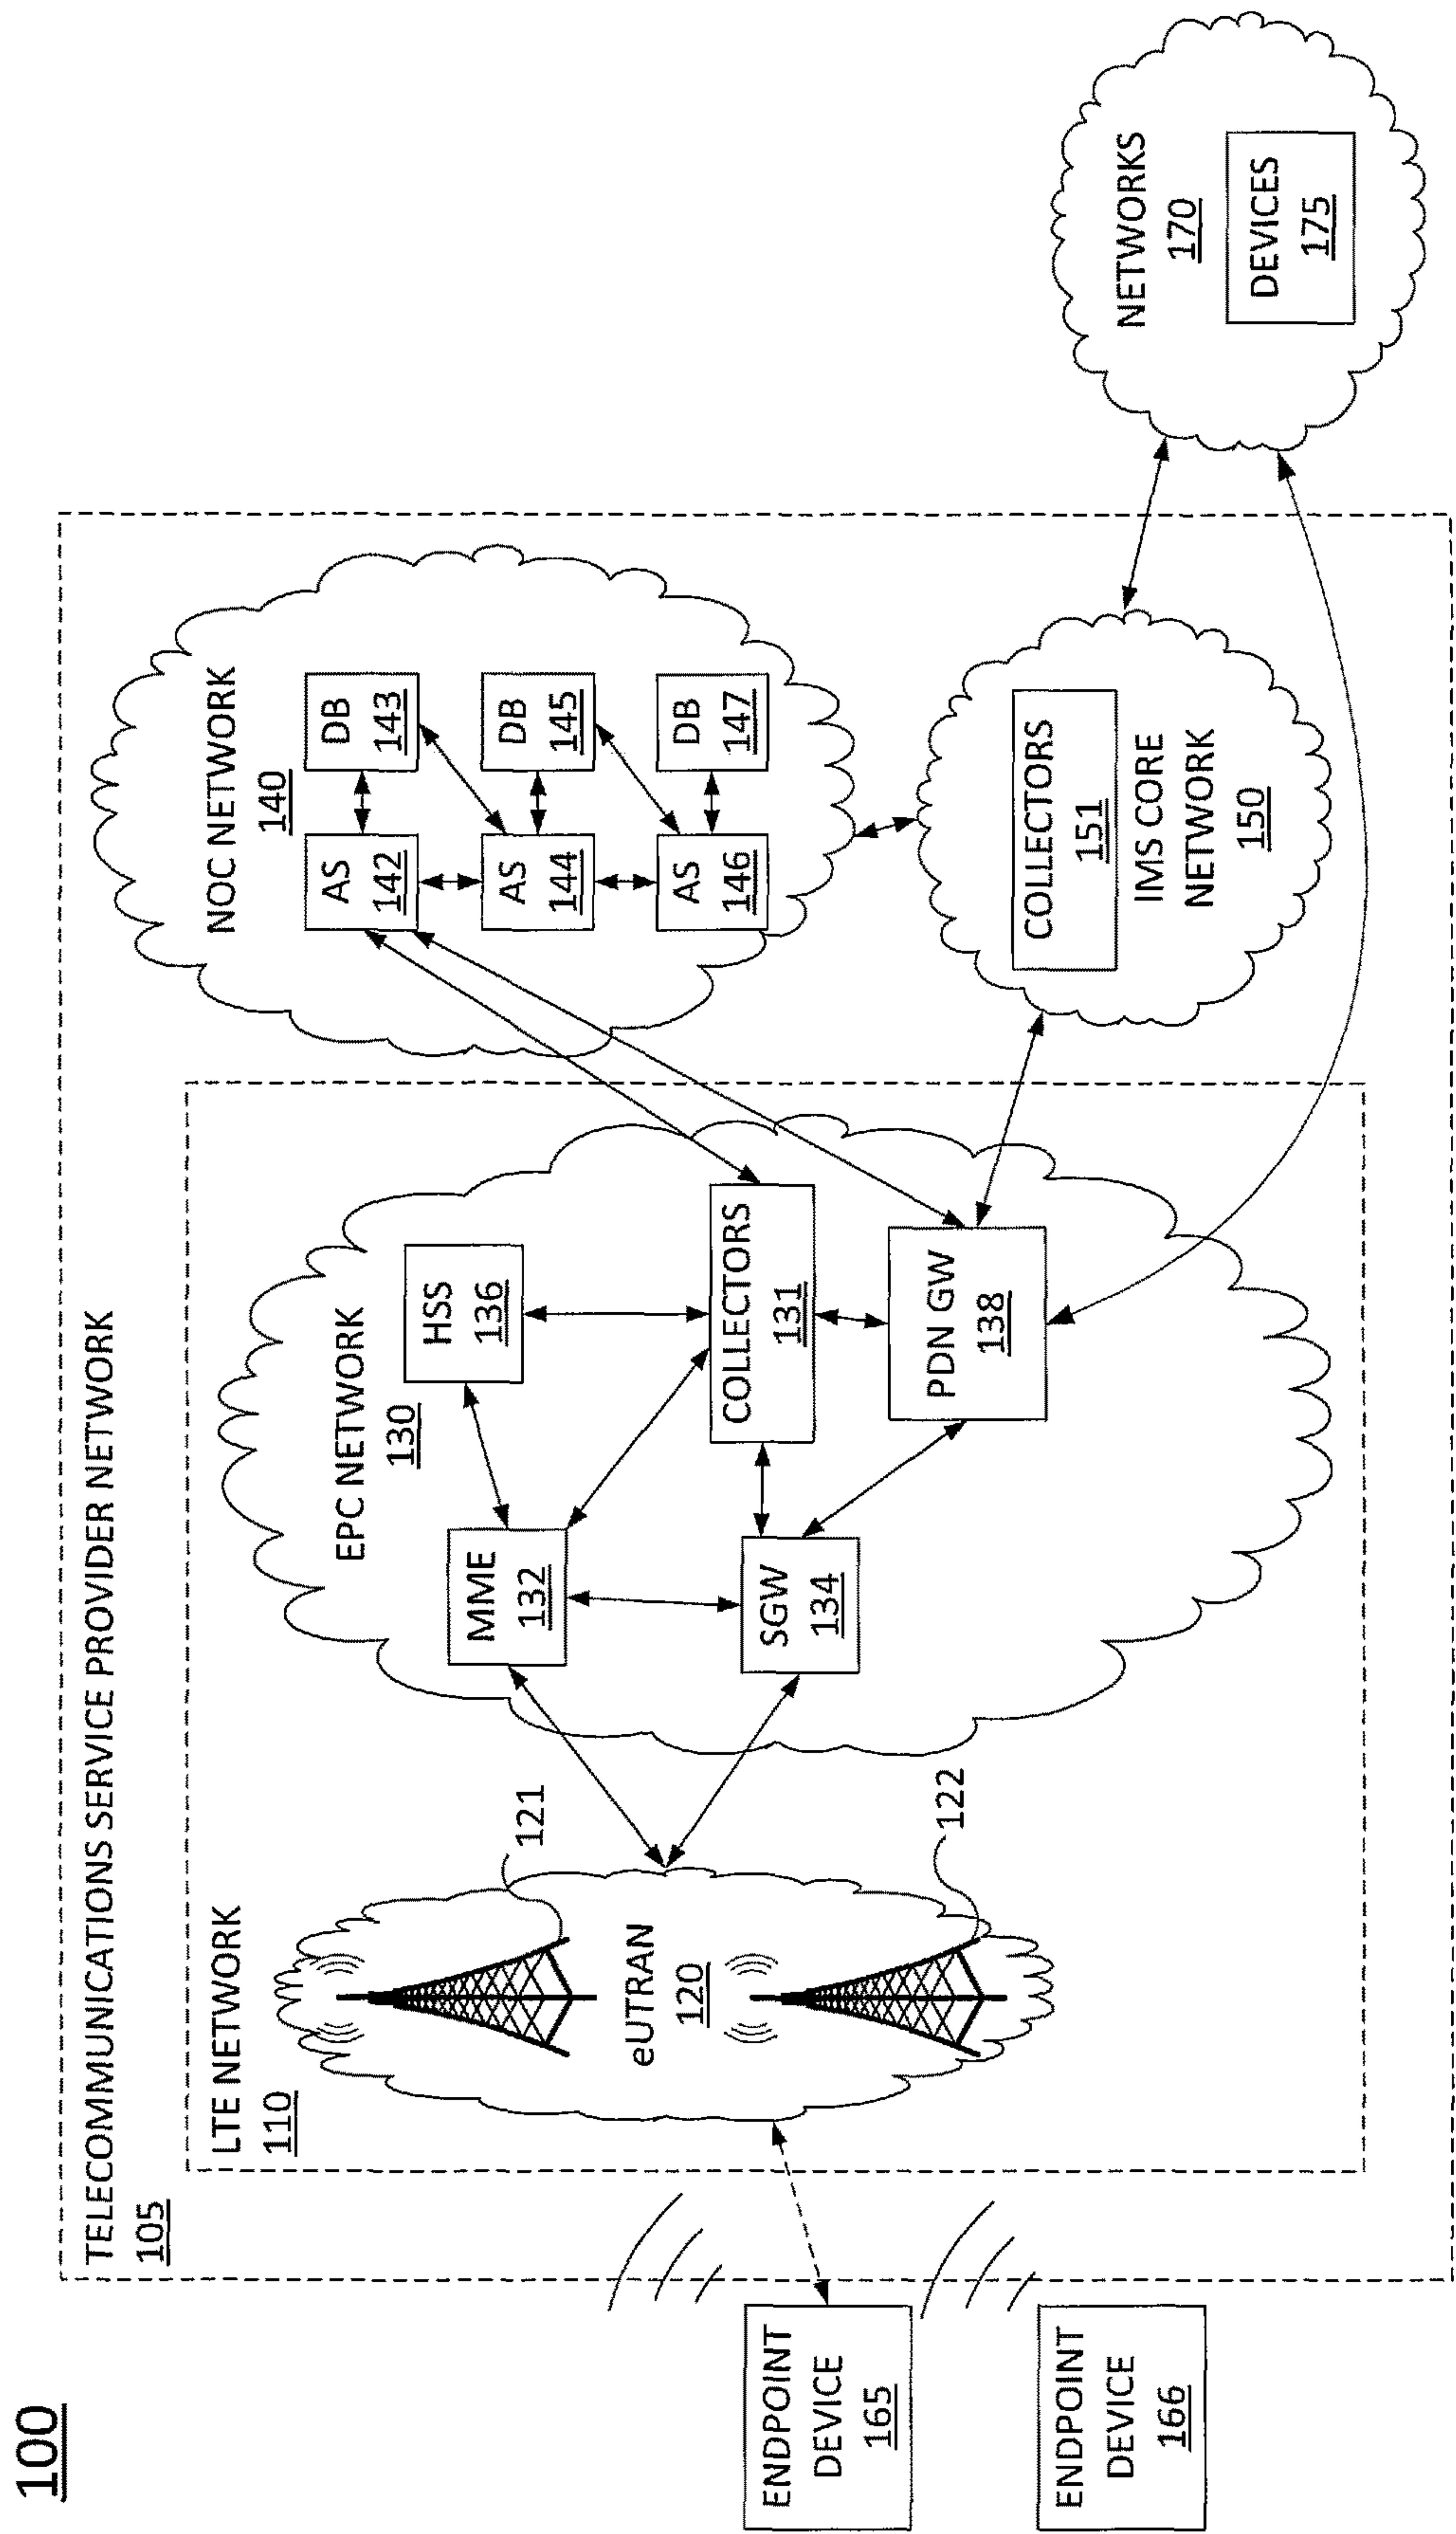 100
TELECOMMUNICATIONS SERVICE PROVIDER NETWORK
105
LTE NETWORK
110
eUTRAN
120
121
122
EPC NETWORK
130
MME
132
SGW
134
HSS
136
COLLECTORS
131
PDN GW
138
NOC NETWORK
140
AS
142
DB
143
AS
144
DB
145
AS
146
DB
147
COLLECTORS
151
IMS CORE
NETWORK
150
NETWORKS
170
DEVICES
175
ENDPOINT
DEVICE
165
ENDPOINT
DEVICE
166